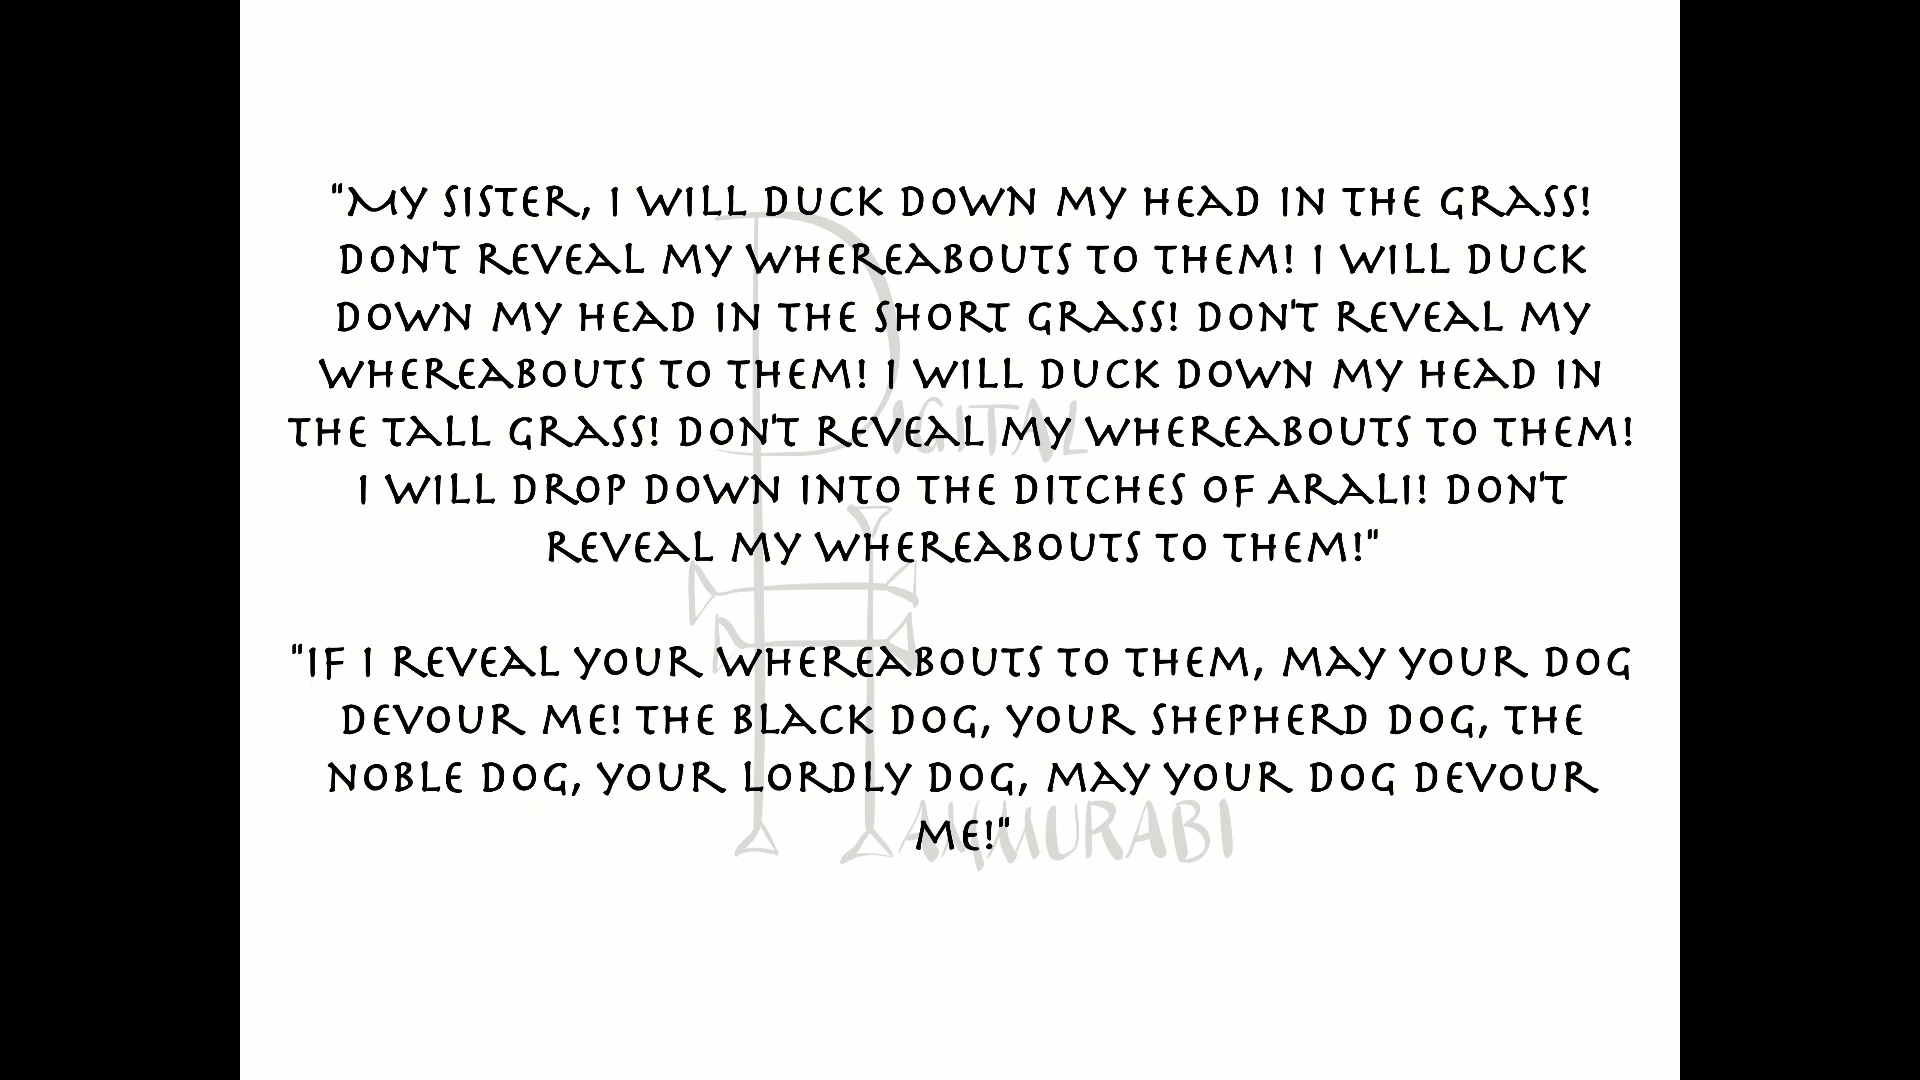 "My sister, I will duck down my head in the grass!
Don't reveal my whereabouts to them! I will duck
down my head in the short grass! Don't reveal my
whereabouts to them! I will duck down my head in
the tall grass! Don't reveal my whereabouts to them!
I will drop down into the ditches of Arali! Don't
reveal my whereabouts to them!"
"If I reveal your whereabouts to them, may your dog
devour me! The black dog, your shepherd dog, the
noble dog, your lordly dog, may your dog devour
me!"
Digital
Hammurabi